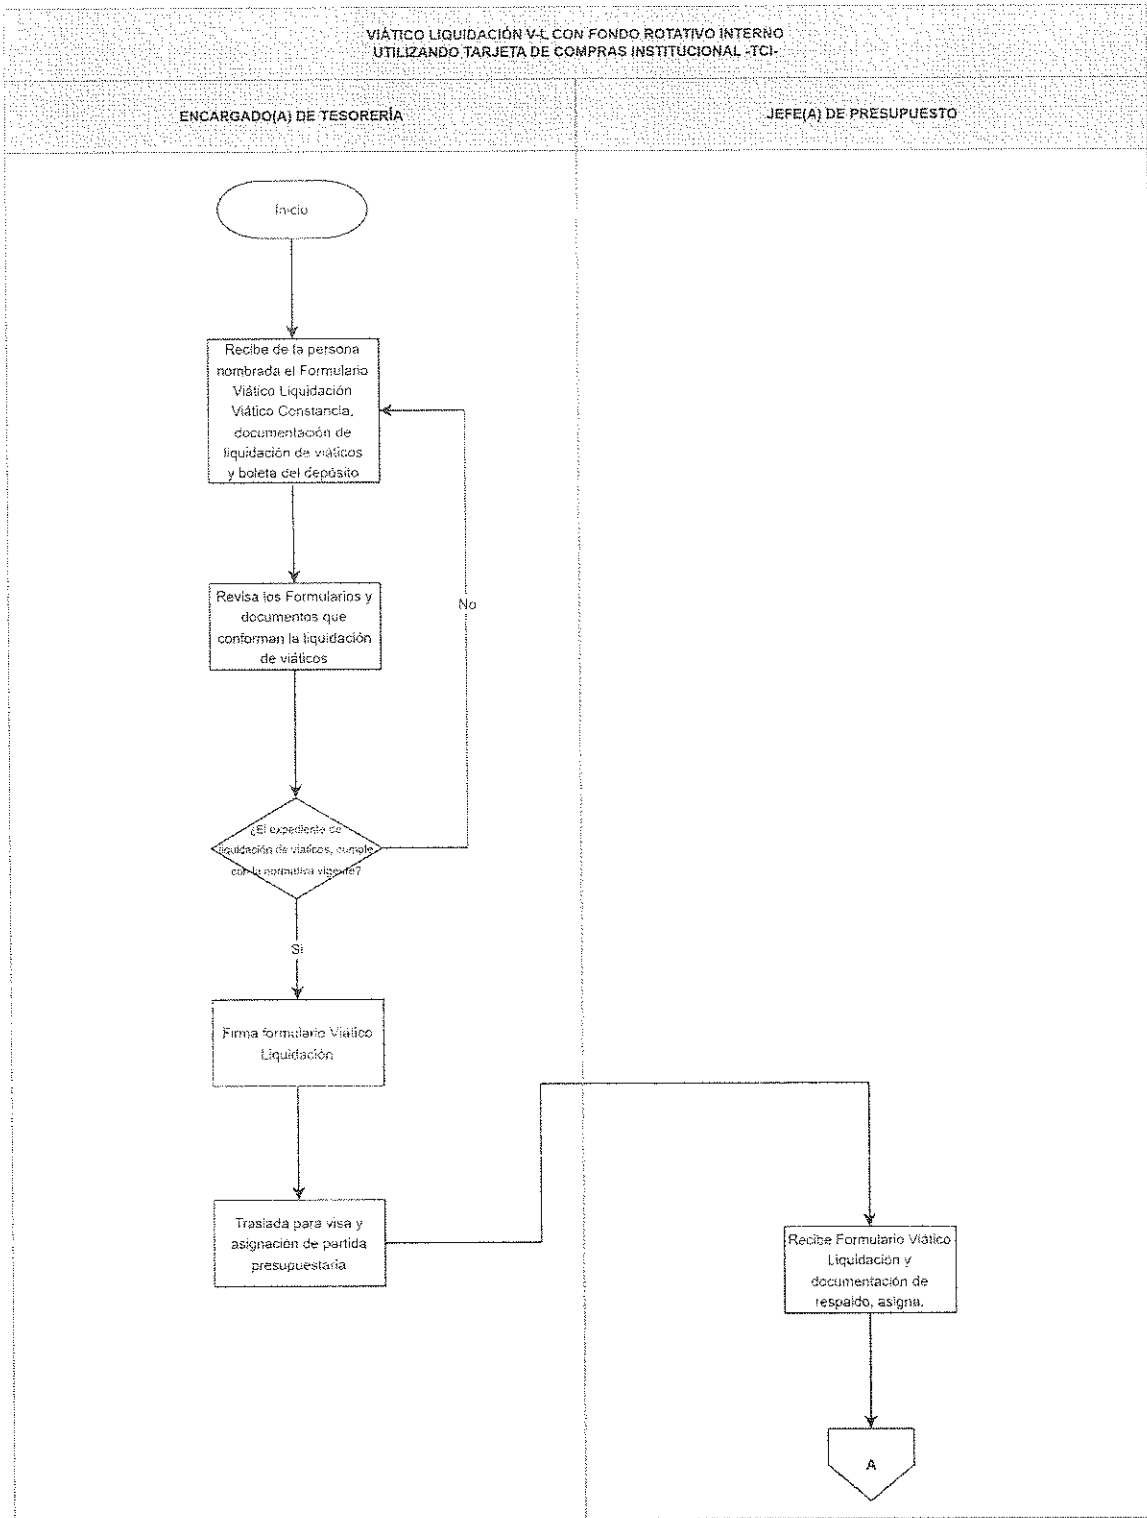 VIÁTICO LIQUIDACIÓN V-L CON FONDO ROTATIVO INTERNO
UTILIZANDO TARJETA DE COMPRAS INSTITUCIONAL -TCI-
ENCARGADO(A) DE TESORERÍA
JEFE(A) DE PRESUPUESTO
Inicio
Recibe de la persona
nombrada el Formulario
Viático Liquidación
Viático Constancia,
documentación de
liquidación de viáticos
y boleta del depósito
Revisa los Formularios y
documentos que
conforman la liquidación
de viáticos
No
¿El expediente de
liquidación de viáticos, cumple
con la normativa vigente?
Si
Firma formulario Viático
Liquidación
Traslada para visa y
asignación de partida
presupuestaria
Recibe Formulario Viático
Liquidación y
documentación de
respaldo, asigna.
A